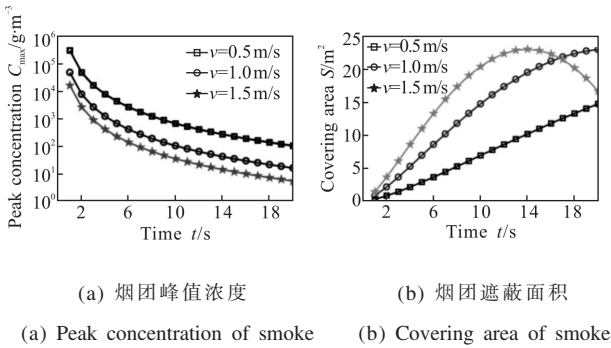 Peak concentration C_max/g·m⁻³
10⁶
10⁵
10⁴
10³
10²
10¹
10⁰
v=0.5 m/s
v=1.0 m/s
v=1.5 m/s
2 6 10 14 18
Time t/s
Covering area S/m²
25
20
15
10
5
0
v=0.5 m/s
v=1.0 m/s
v=1.5 m/s
2 6 10 14 18
Time t/s
(a) 烟团峰值浓度
(b) 烟团遮蔽面积
(a) Peak concentration of smoke
(b) Covering area of smoke